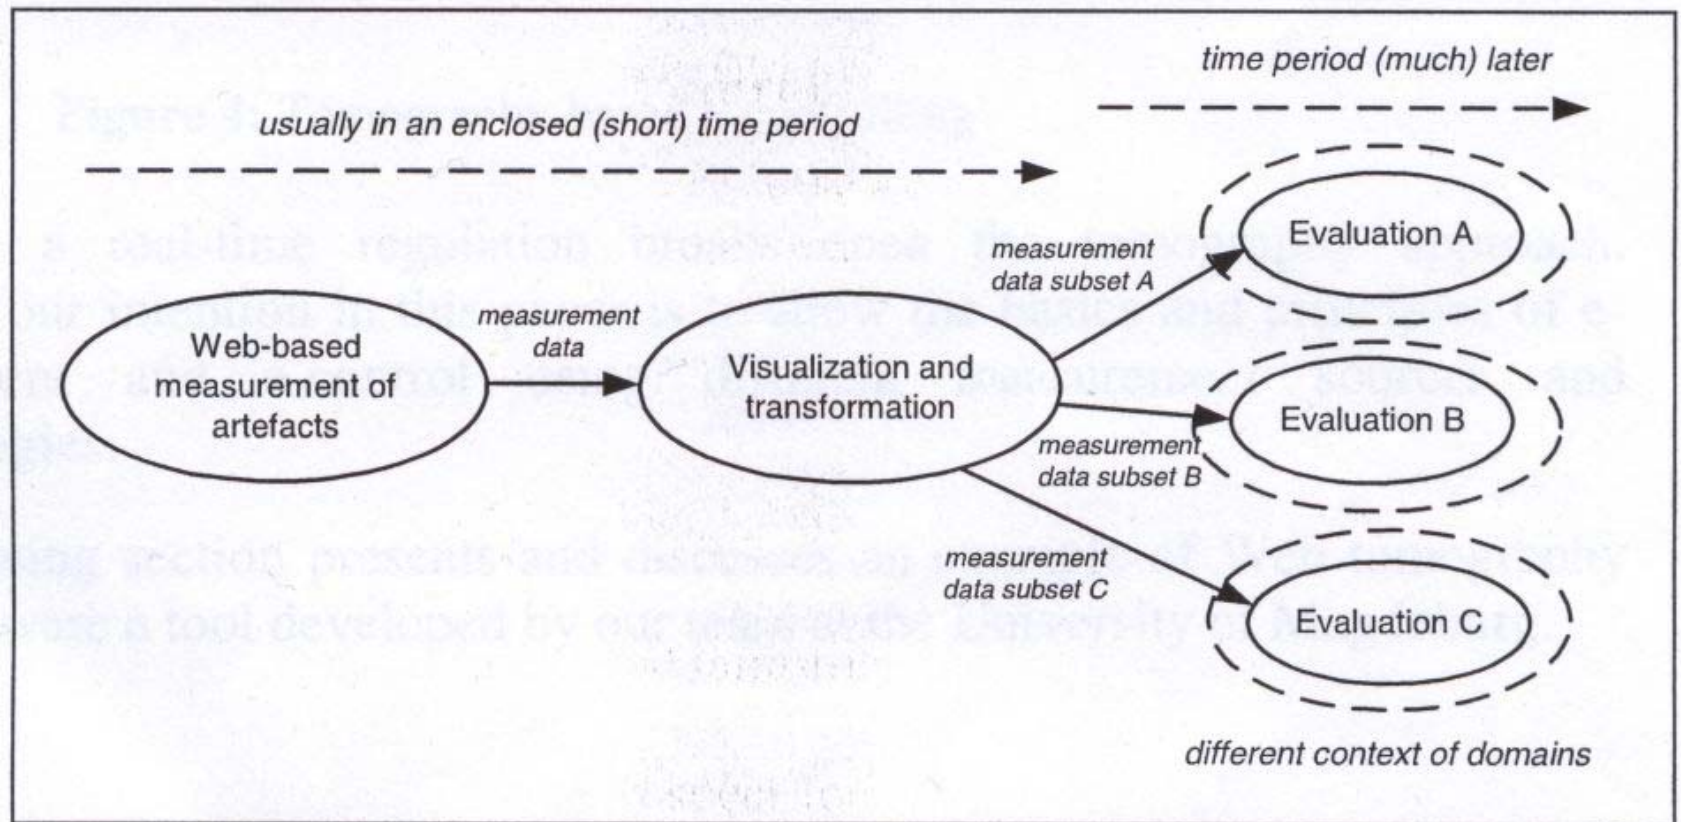 time period (much) later
usually in an enclosed (short) time period
Evaluation A
measurement
data subset A
measurement
data
Web-based
measurement of
artefacts
Visualization and
transformation
Evaluation B
measurement
data subset B
measurement
data subset C
Evaluation C
different context of domains